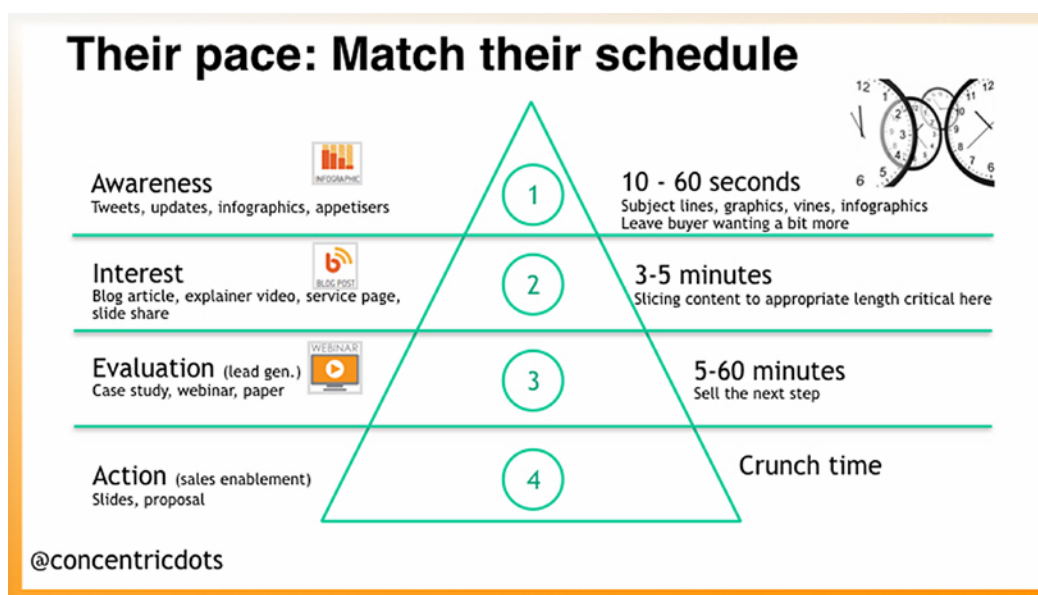 Their pace: Match their schedule
INFOGRAPHIC
Awareness
Tweets, updates, infographics, appetisers
1
10 - 60 seconds
Subject lines, graphics, vines, infographics
Leave buyer wanting a bit more
BLOG POST
Interest
Blog article, explainer video, service page,
slide share
2
3-5 minutes
Slicing content to appropriate length critical here
WEBINAR
Evaluation (lead gen.)
Case study, webinar, paper
3
5-60 minutes
Sell the next step
Action (sales enablement)
Slides, proposal
4
Crunch time
@concentricdots